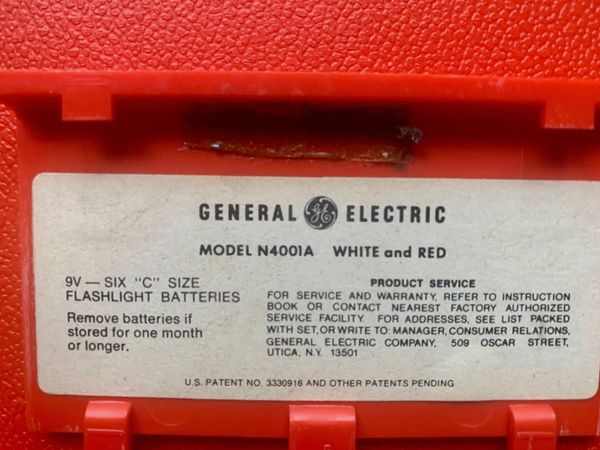 GENERAL GE ELECTRIC
MODEL N4001A WHITE and RED
9V — SIX "C" SIZE
FLASHLIGHT BATTERIES
Remove batteries if
stored for one month
or longer.
PRODUCT SERVICE
FOR SERVICE AND WARRANTY, REFER TO INSTRUCTION
BOOK OR CONTACT NEAREST FACTORY AUTHORIZED
SERVICE FACILITY. FOR ADDRESSES, SEE LIST PACKED
WITH SET, OR WRITE TO: MANAGER, CONSUMER RELATIONS,
GENERAL ELECTRIC COMPANY, 509 OSCAR STREET,
UTICA, N.Y. 13501
U.S. PATENT NO. 3330916 AND OTHER PATENTS PENDING